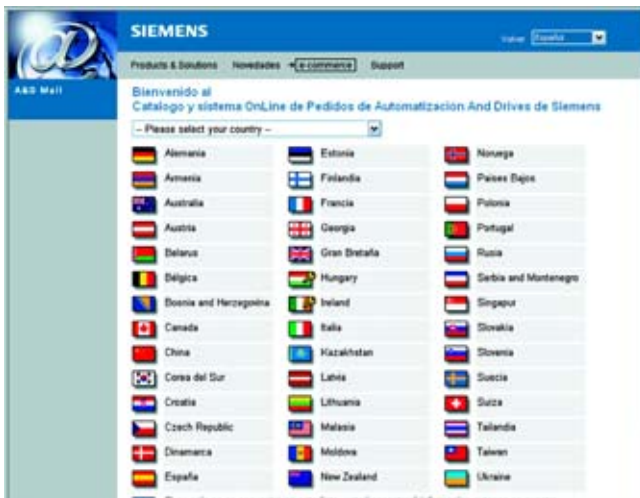 SIEMENS
Volver Español
Products & Solutions Novedades e-commerce Support
A&D Mall
Bienvenido al
Catalogo y sistema OnLine de Pedidos de Automatizacion And Drives de Siemens
-- Please select your country --
Alemania Estonia Noruega
Armenia Finlandia Paises Bajos
Australia Francia Polonia
Austria Georgia Portugal
Belarus Gran Bretaña Rusia
Bélgica Hungary Serbia and Montenegro
Bosnia and Herzegovina Ireland Singapur
Canada Italia Slovakia
China Kazakhstan Slovenia
Corea del Sur Latvia Suecia
Croatia Lithuania Suiza
Czech Republic Malasia Tailandia
Dinamarca Moldova Taiwan
España New Zealand Ukraine